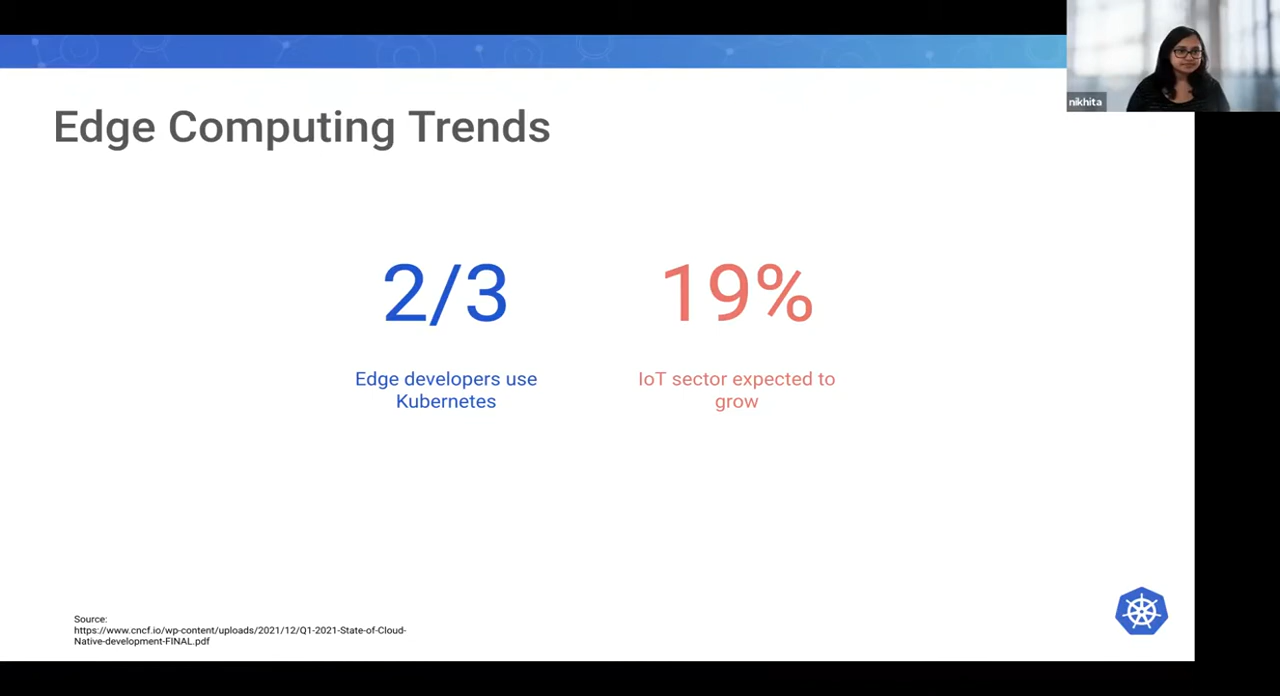 nikhita
Edge Computing Trends
2/3
Edge developers use
Kubernetes
19%
IoT sector expected to
grow
Source:
https://www.cncf.io/wp-content/uploads/2021/12/Q1-2021-State-of-Cloud-
Native-development-FINAL.pdf